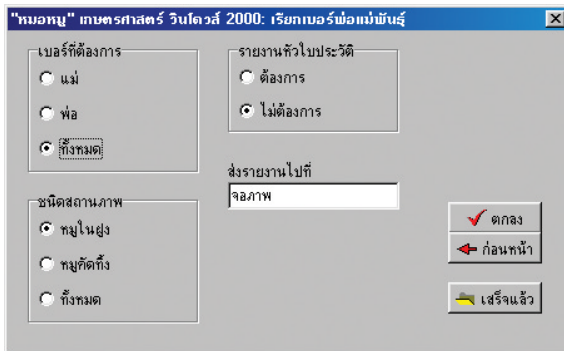 "หมอหมู" เกษตรศาสตร์ วินโดวส์ 2000: เรียกเบอร์พ่อแม่พันธุ์
เบอร์ที่ต้องการ
แม่
พ่อ
ทั้งหมด
รายงานหัวใบประวัติ
ต้องการ
ไม่ต้องการ
ส่งรายงานไปที่
จอภาพ
ชนิดสถานภาพ
หมูในฝูง
หมูคัดทิ้ง
ทั้งหมด
ตกลง
ก่อนหน้า
เสร็จแล้ว